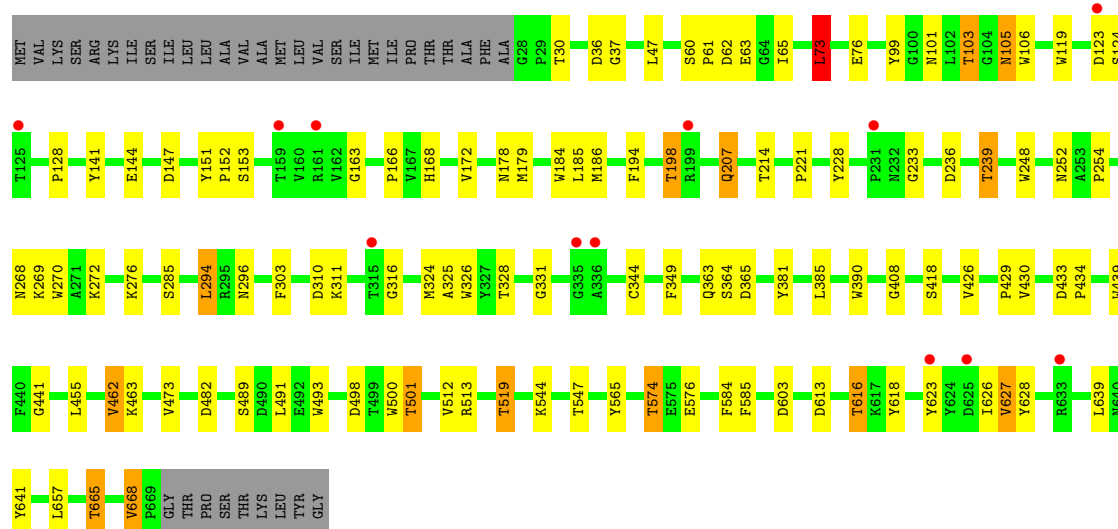 MET VAL LYS SER ARG LYS ILE SER ILE LEU LEU ALA VAL ALA MET LEU VAL SER ILE MET ILE PRO THR THR ALA PHE ALA G28 P29 T30 D36 G37 L47 S60 P61 D62 E63 G64 I65 L73 E76 Y99 G100 N101 L102 T103 G104 N105 W106 W119 D123 S124
T125 P128 Y141 E144 D147 Y151 P152 S153 T159 V160 R161 V162 G163 P166 V167 H168 V172 N178 M179 W184 L185 M186 F194 T198 R199 Q207 T214 P221 Y228 P231 N232 G233 D236 T239 W248 N252 A253 P254
N268 K269 W270 A271 K272 K276 S285 L294 R295 N296 F303 D310 K311 T315 G316 M324 A325 W326 Y327 T328 G331 G335 A336 C344 F349 Q363 S364 D365 Y381 L385 W390 G408 S418 V426 P429 V430 D433 P434 W439
F440 G441 L455 V462 K463 V473 D482 S489 D490 L491 E492 W493 D498 T499 W500 T501 V512 R513 T519 K544 T547 Y565 T574 E575 E576 F584 F585 D603 D613 T616 K617 Y618 Y623 Y624 D625 I626 V627 Y628 R633 L639 N640
Y641 L657 T665 V668 P669 GLY THR PRO SER THR LYS LEU TYR GLY